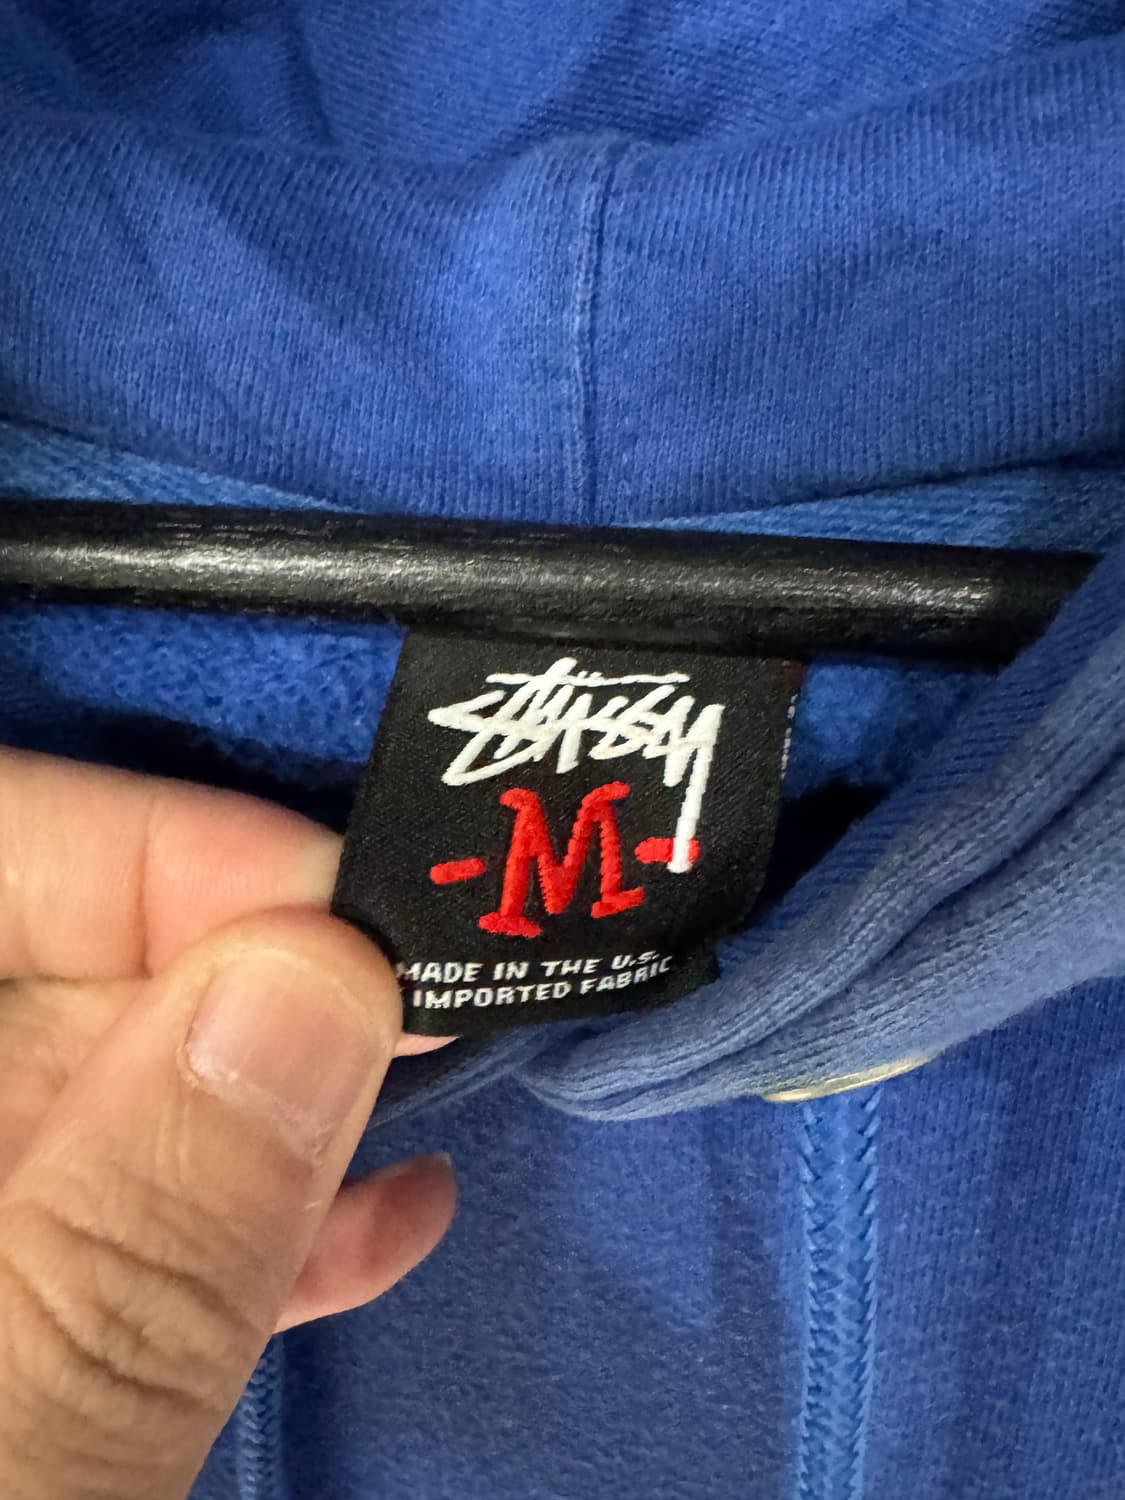 Stüssy
-M-
MADE IN THE U.S.
IMPORTED FABRIC